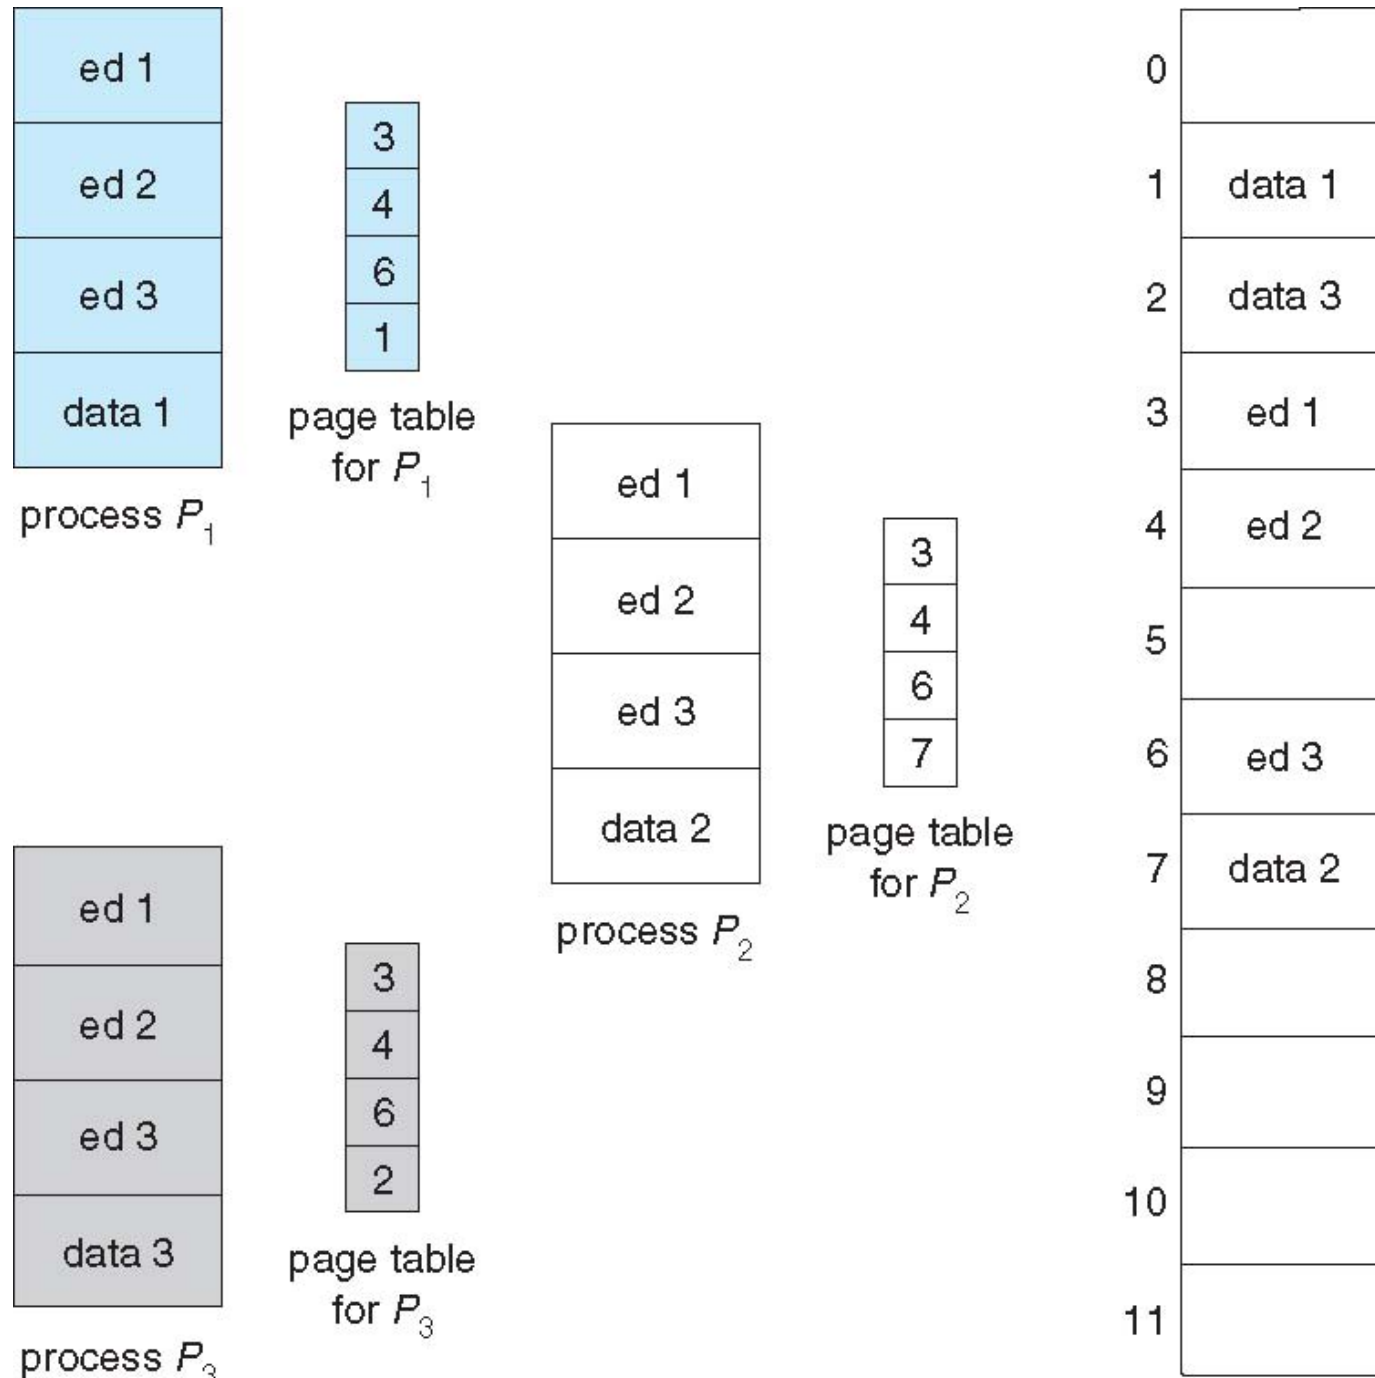 ed 1
ed 2
ed 3
data 1
process P₁
3
4
6
1
page table
for P₁
ed 1
ed 2
ed 3
data 2
process P₂
3
4
6
7
page table
for P₂
ed 1
ed 2
ed 3
data 3
process P₃
3
4
6
2
page table
for P₃
0
1 data 1
2 data 3
3 ed 1
4 ed 2
5
6 ed 3
7 data 2
8
9
10
11